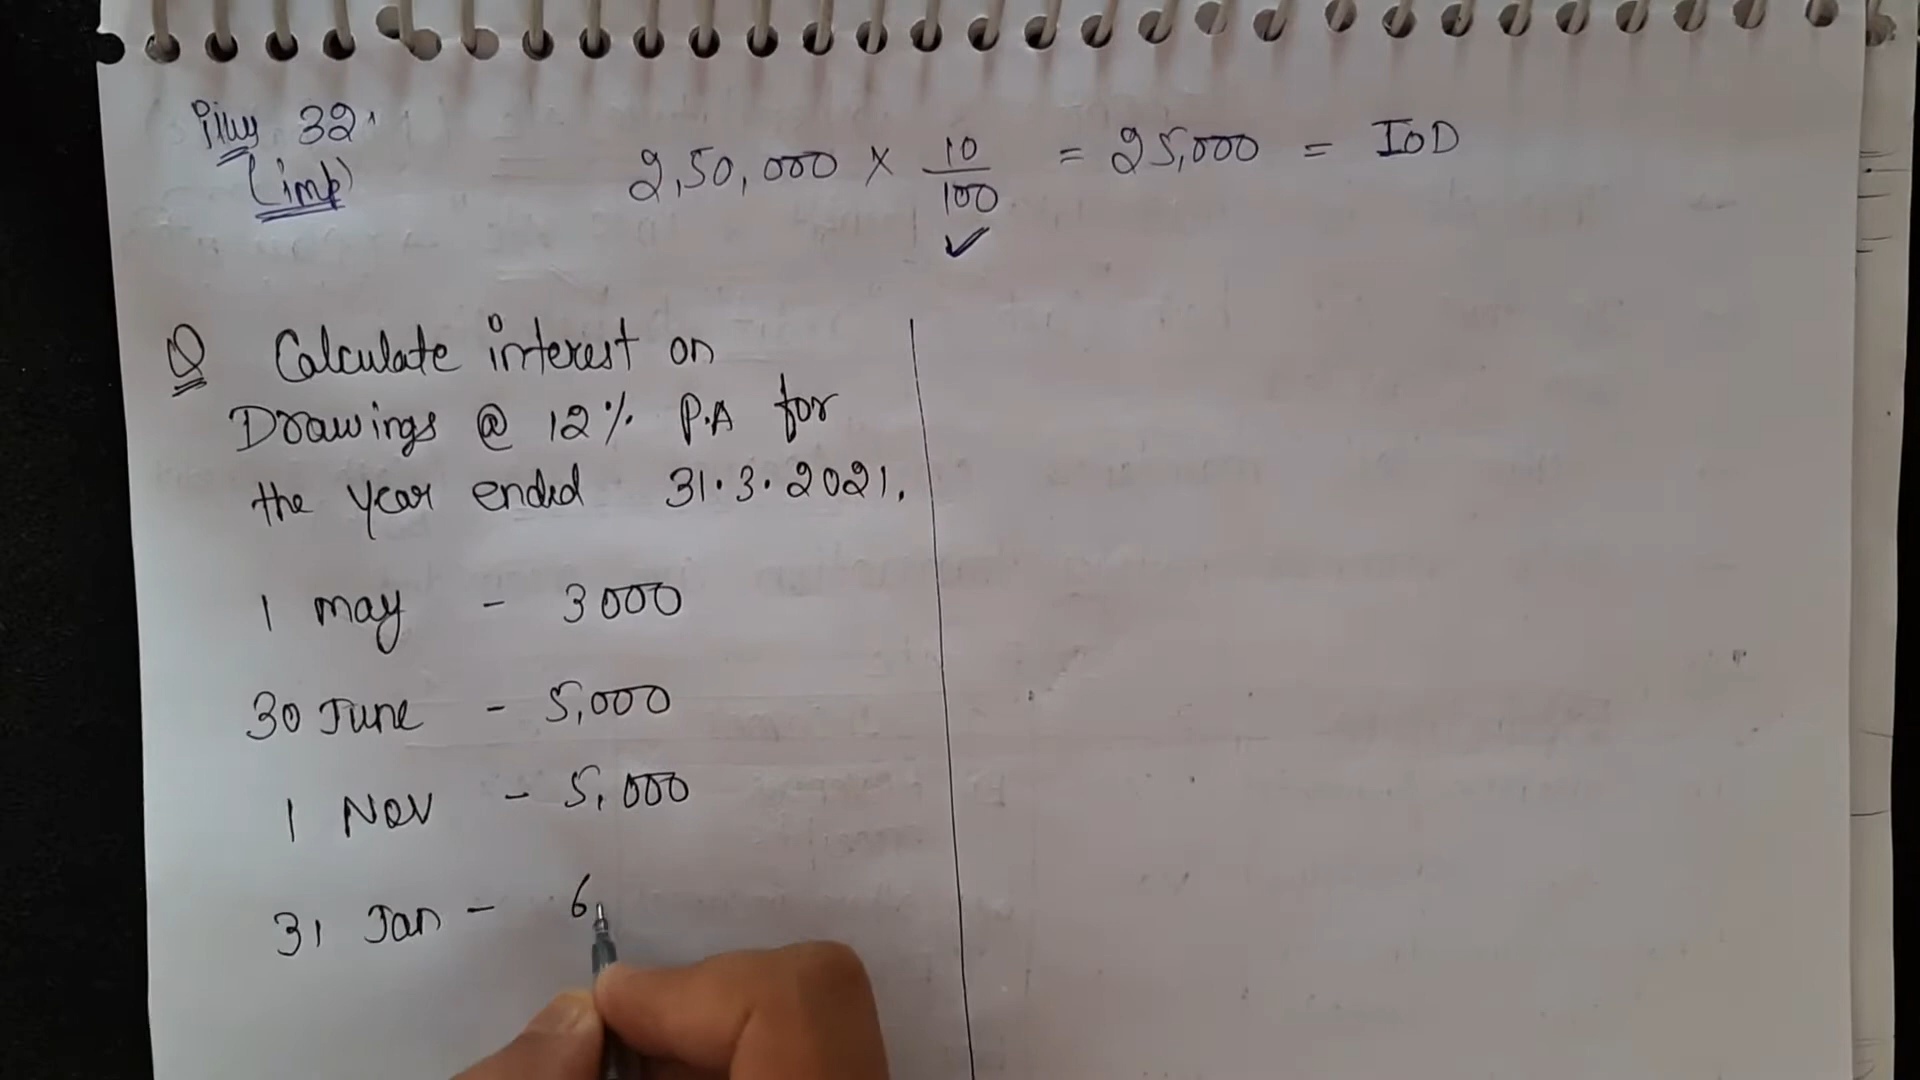 illus 32
(imp)
2,50,000 × 10/100 = 25,000 = IOD
✓
Q Calculate interest on
Drawings @ 12% P.A for
the year ended 31.3.2021.
1 may - 3000
30 June - 5,000
1 Nov - 5,000
31 Jan - 6,